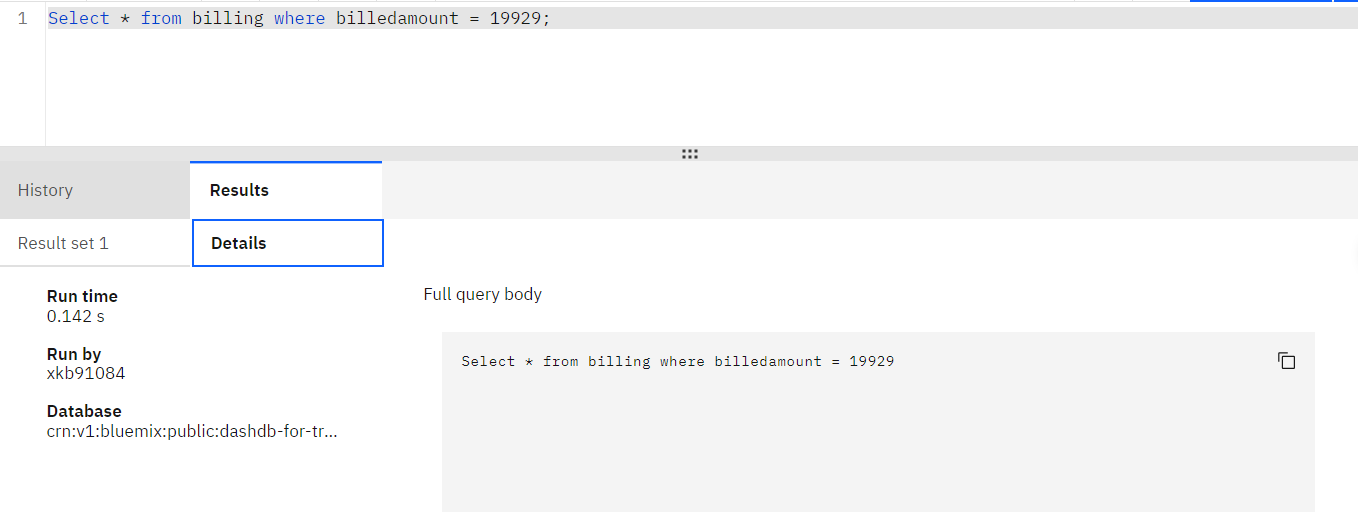 1 Select * from billing where billedamount = 19929;
History Results
Result set 1 Details
Run time
0.142 s
Run by
xkb91084
Database
crn:v1:bluemix:public:dashdb-for-tr...
Full query body
Select * from billing where billedamount = 19929